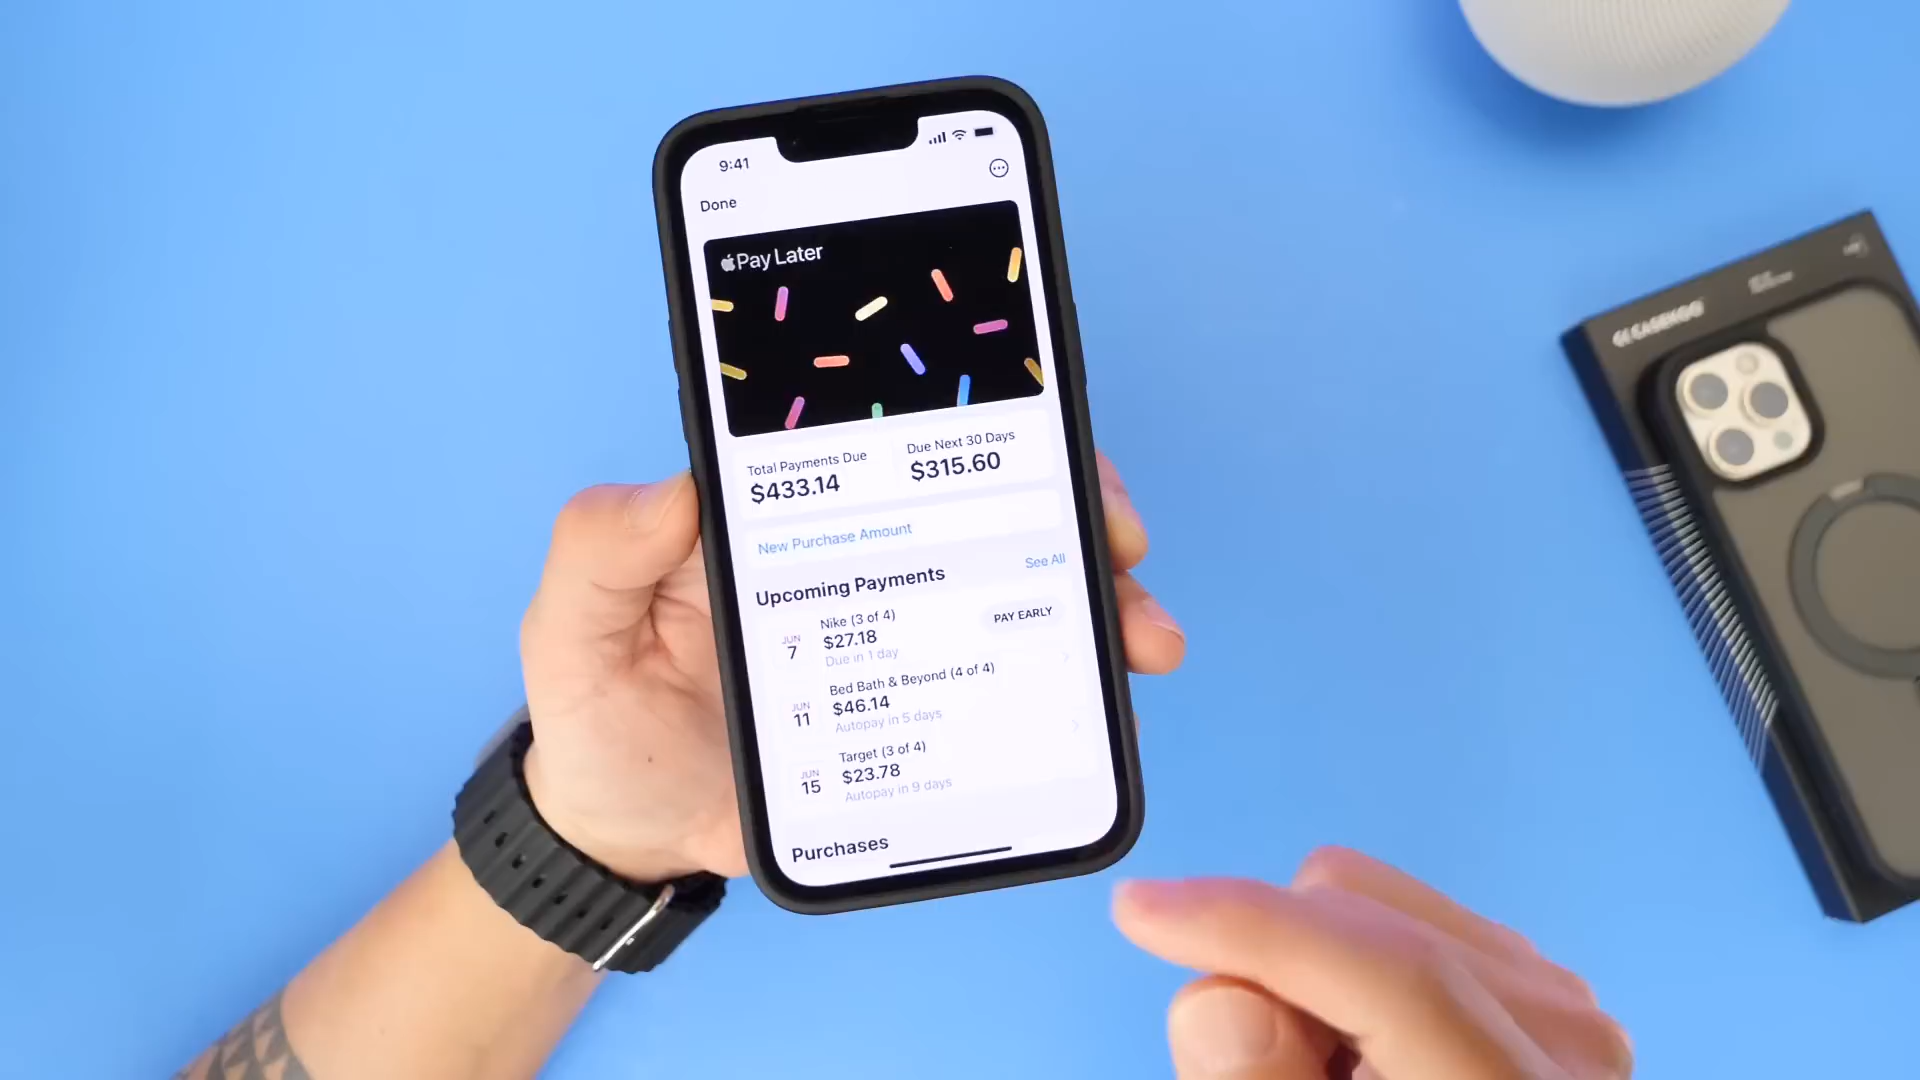 9:41
Done
Pay Later
Total Payments Due
$433.14
Due Next 30 Days
$315.60
New Purchase Amount
Upcoming Payments
See All
JUN
7
Nike (3 of 4)
$27.18
Due in 1 day
PAY EARLY
JUN
11
Bed Bath & Beyond (4 of 4)
$46.14
Autopay in 5 days
JUN
15
Target (3 of 4)
$23.78
Autopay in 9 days
Purchases
CASEKOO